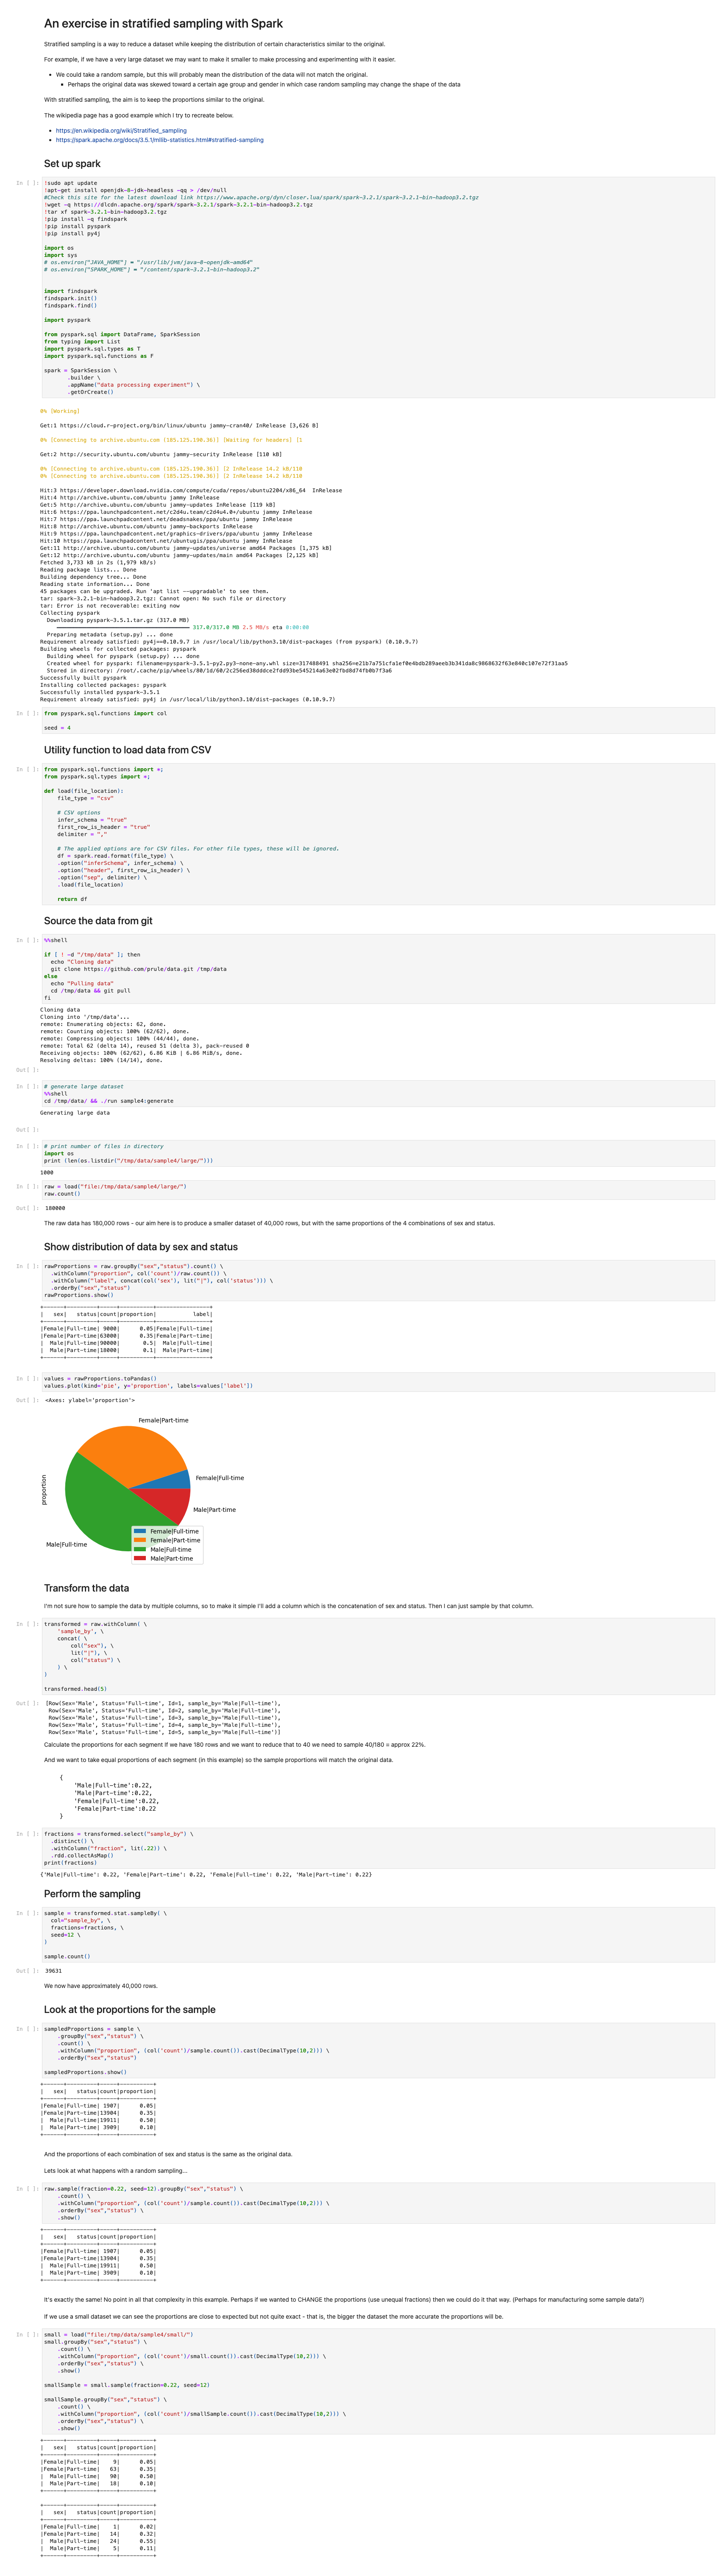 An exercise in stratified sampling with Spark
Stratified sampling is a way to reduce a dataset while keeping the distribution of certain characteristics similar to the original.
For example, if we have a very large dataset we may want to make it smaller to make processing and experimenting with it easier.
• We could take a random sample, but this will probably mean the distribution of the data will not match the original.
• Perhaps the original data was skewed toward a certain age group and gender in which case random sampling may change the shape of the data
With stratified sampling, the aim is to keep the proportions similar to the original.
The wikipedia page has a good example which I try to recreate below.
• https://en.wikipedia.org/wiki/Stratified_sampling
• https://spark.apache.org/docs/3.5.1/mllib-statistics.html#stratified-sampling
Set up spark
In [ ]: !sudo apt update
!apt-get install openjdk-8-jdk-headless -qq > /dev/null
#Check this site for the latest download link https://www.apache.org/dyn/closer.lua/spark/spark-3.2.1/spark-3.2.1-bin-hadoop3.2.tgz
!wget -q https://dlcdn.apache.org/spark/spark-3.2.1/spark-3.2.1-bin-hadoop3.2.tgz
!tar xf spark-3.2.1-bin-hadoop3.2.tgz
!pip install -q findspark
!pip install pyspark
!pip install py4j
import os
import sys
# os.environ["JAVA_HOME"] = "/usr/lib/jvm/java-8-openjdk-amd64"
# os.environ["SPARK_HOME"] = "/content/spark-3.2.1-bin-hadoop3.2"
import findspark
findspark.init()
findspark.find()
import pyspark
from pyspark.sql import DataFrame, SparkSession
from typing import List
import pyspark.sql.types as T
import pyspark.sql.functions as F
spark = SparkSession \
.builder \
.appName("data processing experiment") \
.getOrCreate()
0% [Working]
Get:1 https://cloud.r-project.org/bin/linux/ubuntu jammy-cran40/ InRelease [3,626 B]
0% [Connecting to archive.ubuntu.com (185.125.190.36)] [Waiting for headers] [1
Get:2 http://security.ubuntu.com/ubuntu jammy-security InRelease [110 kB]
0% [Connecting to archive.ubuntu.com (185.125.190.36)] [2 InRelease 14.2 kB/110
0% [Connecting to archive.ubuntu.com (185.125.190.36)] [2 InRelease 14.2 kB/110
Hit:3 https://developer.download.nvidia.com/compute/cuda/repos/ubuntu2204/x86_64  InRelease
Hit:4 http://archive.ubuntu.com/ubuntu jammy InRelease
Get:5 http://archive.ubuntu.com/ubuntu jammy-updates InRelease [119 kB]
Hit:6 https://ppa.launchpadcontent.net/c2d4u.team/c2d4u4.0+/ubuntu jammy InRelease
Hit:7 https://ppa.launchpadcontent.net/deadsnakes/ppa/ubuntu jammy InRelease
Hit:8 http://archive.ubuntu.com/ubuntu jammy-backports InRelease
Hit:9 https://ppa.launchpadcontent.net/graphics-drivers/ppa/ubuntu jammy InRelease
Hit:10 https://ppa.launchpadcontent.net/ubuntugis/ppa/ubuntu jammy InRelease
Get:11 http://archive.ubuntu.com/ubuntu jammy-updates/universe amd64 Packages [1,375 kB]
Get:12 http://archive.ubuntu.com/ubuntu jammy-updates/main amd64 Packages [2,125 kB]
Fetched 3,733 kB in 2s (1,979 kB/s)
Reading package lists... Done
Building dependency tree... Done
Reading state information... Done
45 packages can be upgraded. Run 'apt list --upgradable' to see them.
tar: spark-3.2.1-bin-hadoop3.2.tgz: Cannot open: No such file or directory
tar: Error is not recoverable: exiting now
Collecting pyspark
Downloading pyspark-3.5.1.tar.gz (317.0 MB)
317.0/317.0 MB 2.5 MB/s eta 0:00:00
Preparing metadata (setup.py) ... done
Requirement already satisfied: py4j==0.10.9.7 in /usr/local/lib/python3.10/dist-packages (from pyspark) (0.10.9.7)
Building wheels for collected packages: pyspark
Building wheel for pyspark (setup.py) ... done
Created wheel for pyspark: filename=pyspark-3.5.1-py2.py3-none-any.whl size=317488491
Stored in directory:
Successfully built pyspark
Installing collected packages: pyspark
Successfully installed pyspark-3.5.1
Requirement already satisfied: py4j in /usr/local/lib/python3.10/dist-packages (0.10.9.7)
In [ ]: from pyspark.sql.functions import col
seed = 4
Utility function to load data from CSV
In [ ]: from pyspark.sql.functions import *;
from pyspark.sql.types import *;
def load(file_location):
file_type = "csv"
# CSV options
infer_schema = "true"
first_row_is_header = "true"
delimiter = ","
# The applied options are for CSV files. For other file types, these will be ignored.
df = spark.read.format(file_type) \
.option("inferSchema", infer_schema) \
.option("header", first_row_is_header) \
.option("sep", delimiter) \
.load(file_location)
return df
Source the data from git
In [ ]: %%shell
if [ ! -d "/tmp/data" ]; then
echo "Cloning data"
git clone https://github.com/prule/data.git /tmp/data
else
echo "Pulling data"
cd /tmp/data && git pull
fi
Cloning data
Cloning into '/tmp/data'...
remote: Enumerating objects: 62, done.
remote: Counting objects: 100% (62/62), done.
remote: Compressing objects: 100% (44/44), done.
remote: Total 62 (delta 14), reused 51 (delta 3), pack-reused 0
Receiving objects: 100% (62/62), 6.86 KiB | 6.86 MiB/s, done.
Resolving deltas: 100% (14/14), done.
Out[ ]:
In [ ]: # generate large dataset
%%shell
cd /tmp/data/ && ./run sample4:generate
Generating large data
Out[ ]:
In [ ]: # print number of files in directory
import os
print (len(os.listdir("/tmp/data/sample4/large/")))
1000
In [ ]: raw = load("file:/tmp/data/sample4/large/")
raw.count()
Out[ ]: 180000
The raw data has 180,000 rows - our aim here is to produce a smaller dataset of 40,000 rows, but with the same proportions of the 4 combinations of sex and status.
Show distribution of data by sex and status
In [ ]: rawProportions = raw.groupBy("sex","status").count() \
.withColumn("proportion", col('count')/raw.count()) \
.withColumn("label", concat(col('sex'), lit("|"), col('status'))) \
.orderBy("sex","status")
rawProportions.show()
+------+---------+-----+----------+----------------+
|   sex|   status|count|proportion|           label|
+------+---------+-----+----------+----------------+
|Female|Full-time| 9000|      0.05|Female|Full-time|
|Female|Part-time|63000|      0.35|Female|Part-time|
|  Male|Full-time|90000|       0.5|  Male|Full-time|
|  Male|Part-time|18000|       0.1|  Male|Part-time|
+------+---------+-----+----------+----------------+
In [ ]: values = rawProportions.toPandas()
values.plot(kind='pie', y='proportion', labels=values['label'])
Out[ ]: <Axes: ylabel='proportion'>
Female|Part-time
Female|Full-time
proportion
Male|Part-time
Male|Full-time
Female|Full-time
Female|Part-time
Male|Full-time
Male|Part-time
Transform the data
I'm not sure how to sample the data by multiple columns, so to make it simple I'll add a column which is the concatenation of sex and status. Then I can just sample by that column.
In [ ]: transformed = raw.withColumn( \
'sample_by', \
concat( \
col("sex"), \
lit("|"), \
col("status") \
) \
)
transformed.head(5)
Out[ ]: [Row(Sex='Male', Status='Full-time', Id=1, sample_by='Male|Full-time'),
Row(Sex='Male', Status='Full-time', Id=2, sample_by='Male|Full-time'),
Row(Sex='Male', Status='Full-time', Id=3, sample_by='Male|Full-time'),
Row(Sex='Male', Status='Full-time', Id=4, sample_by='Male|Full-time'),
Row(Sex='Male', Status='Full-time', Id=5, sample_by='Male|Full-time')]
Calculate the proportions for each segment If we have 180 rows and we want to reduce that to 40 we need to sample 40/180 = approx 22%.
And we want to take equal proportions of each segment (in this example) so the sample proportions will match the original data.
{
'Male|Full-time':0.22,
'Male|Part-time':0.22,
'Female|Full-time':0.22,
'Female|Part-time':0.22
}
In [ ]: fractions = transformed.select("sample_by") \
.distinct() \
.withColumn("fraction", lit(.22)) \
.rdd.collectAsMap()
print(fractions)
{'Male|Full-time': 0.22, 'Female|Part-time': 0.22, 'Female|Full-time': 0.22, 'Male|Part-time': 0.22}
Perform the sampling
In [ ]: sample = transformed.stat.sampleBy( \
col="sample_by", \
fractions=fractions, \
seed=12 \
)
sample.count()
Out[ ]: 39631
We now have approximately 40,000 rows.
Look at the proportions for the sample
In [ ]: sampledProportions = sample \
.groupBy("sex","status") \
.count() \
.withColumn("proportion", (col('count')/sample.count()).cast(DecimalType(10,2))) \
.orderBy("sex","status")
sampledProportions.show()
+------+---------+-----+----------+
|   sex|   status|count|proportion|
+------+---------+-----+----------+
|Female|Full-time| 1907|      0.05|
|Female|Part-time|13904|      0.35|
|  Male|Full-time|19911|      0.50|
|  Male|Part-time| 3909|      0.10|
+------+---------+-----+----------+
And the proportions of each combination of sex and status is the same as the original data.
Lets look at what happens with a random sampling...
In [ ]: raw.sample(fraction=0.22, seed=12).groupBy("sex","status") \
.count() \
.withColumn("proportion", (col('count')/sample.count()).cast(DecimalType(10,2))) \
.orderBy("sex","status") \
.show()
+------+---------+-----+----------+
|   sex|   status|count|proportion|
+------+---------+-----+----------+
|Female|Full-time| 1907|      0.05|
|Female|Part-time|13904|      0.35|
|  Male|Full-time|19911|      0.50|
|  Male|Part-time| 3909|      0.10|
+------+---------+-----+----------+
It's exactly the same! No point in all that complexity in this example. Perhaps if we wanted to CHANGE the proportions (use unequal fractions) then we could do it that way. (Perhaps for manufacturing some sample data?)
If we use a small dataset we can see the proportions are close to expected but not quite exact - that is, the bigger the dataset the more accurate the proportions will be.
In [ ]: small = load("file:/tmp/data/sample4/small/")
small.groupBy("sex","status") \
.count() \
.withColumn("proportion", (col('count')/small.count()).cast(DecimalType(10,2))) \
.orderBy("sex","status") \
.show()
smallSample = small.sample(fraction=0.22, seed=12)
smallSample.groupBy("sex","status") \
.count() \
.withColumn("proportion", (col('count')/smallSample.count()).cast(DecimalType(10,2))) \
.orderBy("sex","status") \
.show()
+------+---------+-----+----------+
|   sex|   status|count|proportion|
+------+---------+-----+----------+
|Female|Full-time|    9|      0.05|
|Female|Part-time|   63|      0.35|
|  Male|Full-time|   90|      0.50|
|  Male|Part-time|   18|      0.10|
+------+---------+-----+----------+
+------+---------+-----+----------+
|   sex|   status|count|proportion|
+------+---------+-----+----------+
|Female|Full-time|    1|      0.02|
|Female|Part-time|   14|      0.32|
|  Male|Full-time|   24|      0.55|
|  Male|Part-time|    5|      0.11|
+------+---------+-----+----------+